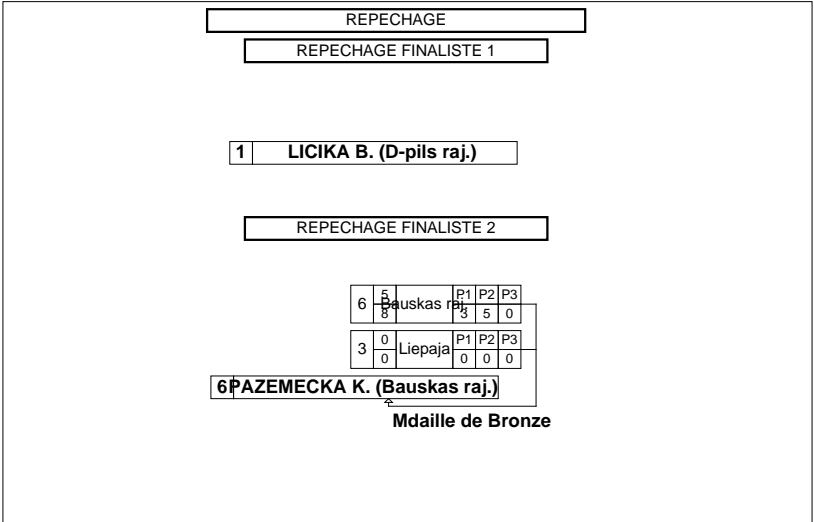 REPECHAGE
REPECHAGE FINALISTE 1
1 LICIKA B. (D-pils raj.)
REPECHAGE FINALISTE 2
6 5 Bauskas raj. P1 P2 P3
8 3 5 0
3 0 Liepaja P1 P2 P3
0 0 0 0
6 PAZEMECKA K. (Bauskas raj.)
Mdaille de Bronze